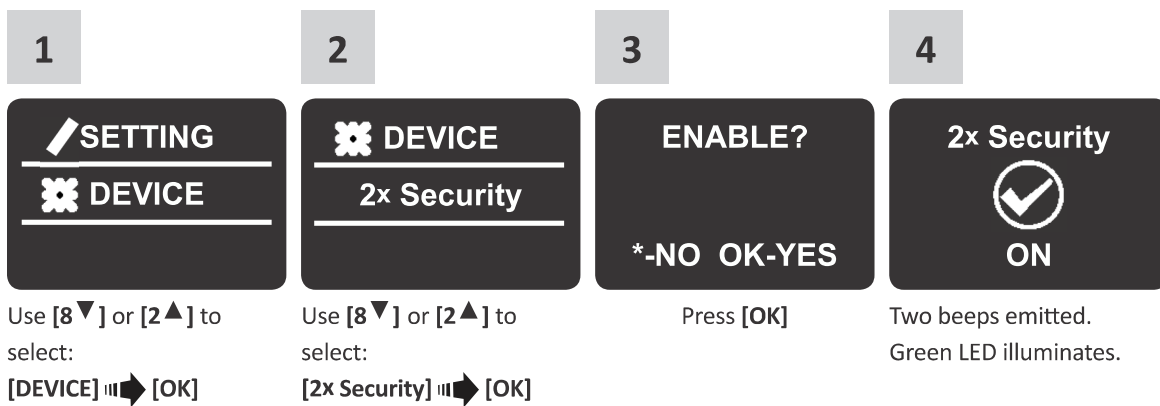 1
SETTING
DEVICE
Use [8▼] or [2▲] to
select:
[DEVICE] ➡ [OK]
2
DEVICE
2x Security
Use [8▼] or [2▲] to
select:
[2x Security] ➡ [OK]
3
ENABLE?
*-NO OK-YES
Press [OK]
4
2x Security
ON
Two beeps emitted.
Green LED illuminates.